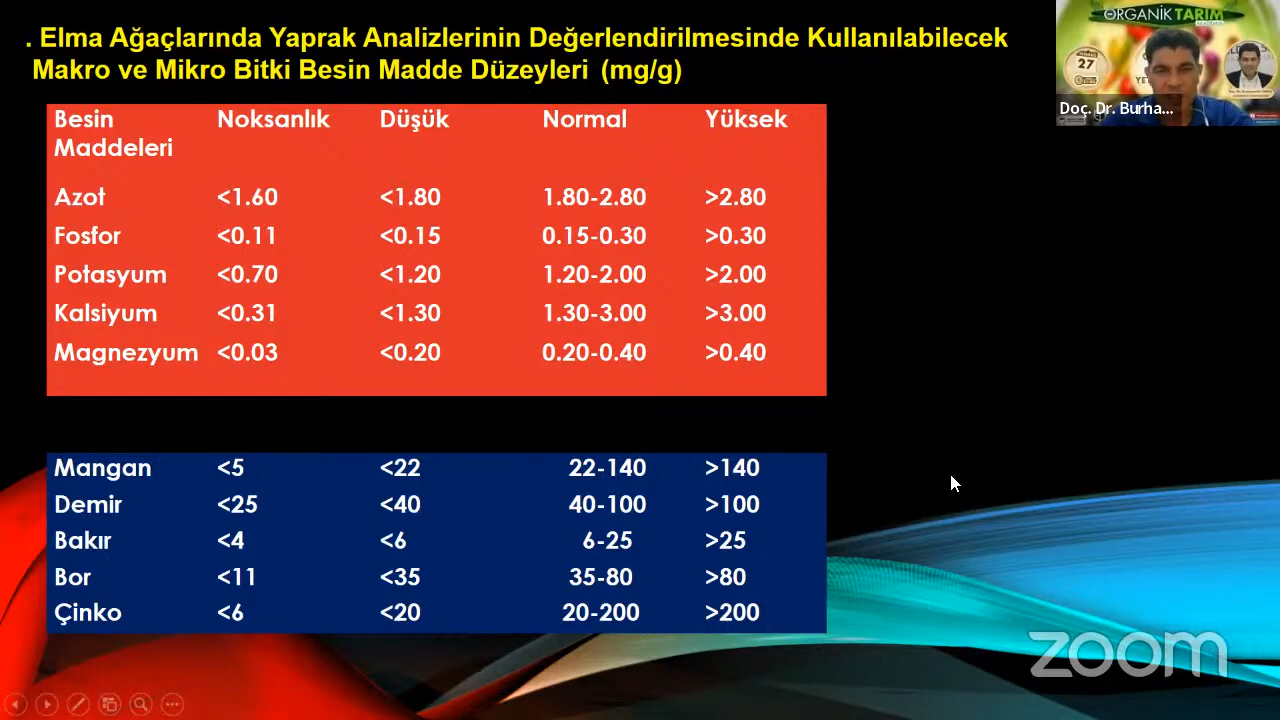 . Elma Ağaçlarında Yaprak Analizlerinin Değerlendirilmesinde Kullanılabilecek
Makro ve Mikro Bitki Besin Madde Düzeyleri (mg/g)
Besin Maddeleri Noksanlık Düşük Normal Yüksek
Azot <1.60 <1.80 1.80-2.80 >2.80
Fosfor <0.11 <0.15 0.15-0.30 >0.30
Potasyum <0.70 <1.20 1.20-2.00 >2.00
Kalsiyum <0.31 <1.30 1.30-3.00 >3.00
Magnezyum <0.03 <0.20 0.20-0.40 >0.40
Mangan <5 <22 22-140 >140
Demir <25 <40 40-100 >100
Bakır <4 <6 6-25 >25
Bor <11 <35 35-80 >80
Çinko <6 <20 20-200 >200
ORGANİK TARIM
27
Doç. Dr. Burha...
zoom